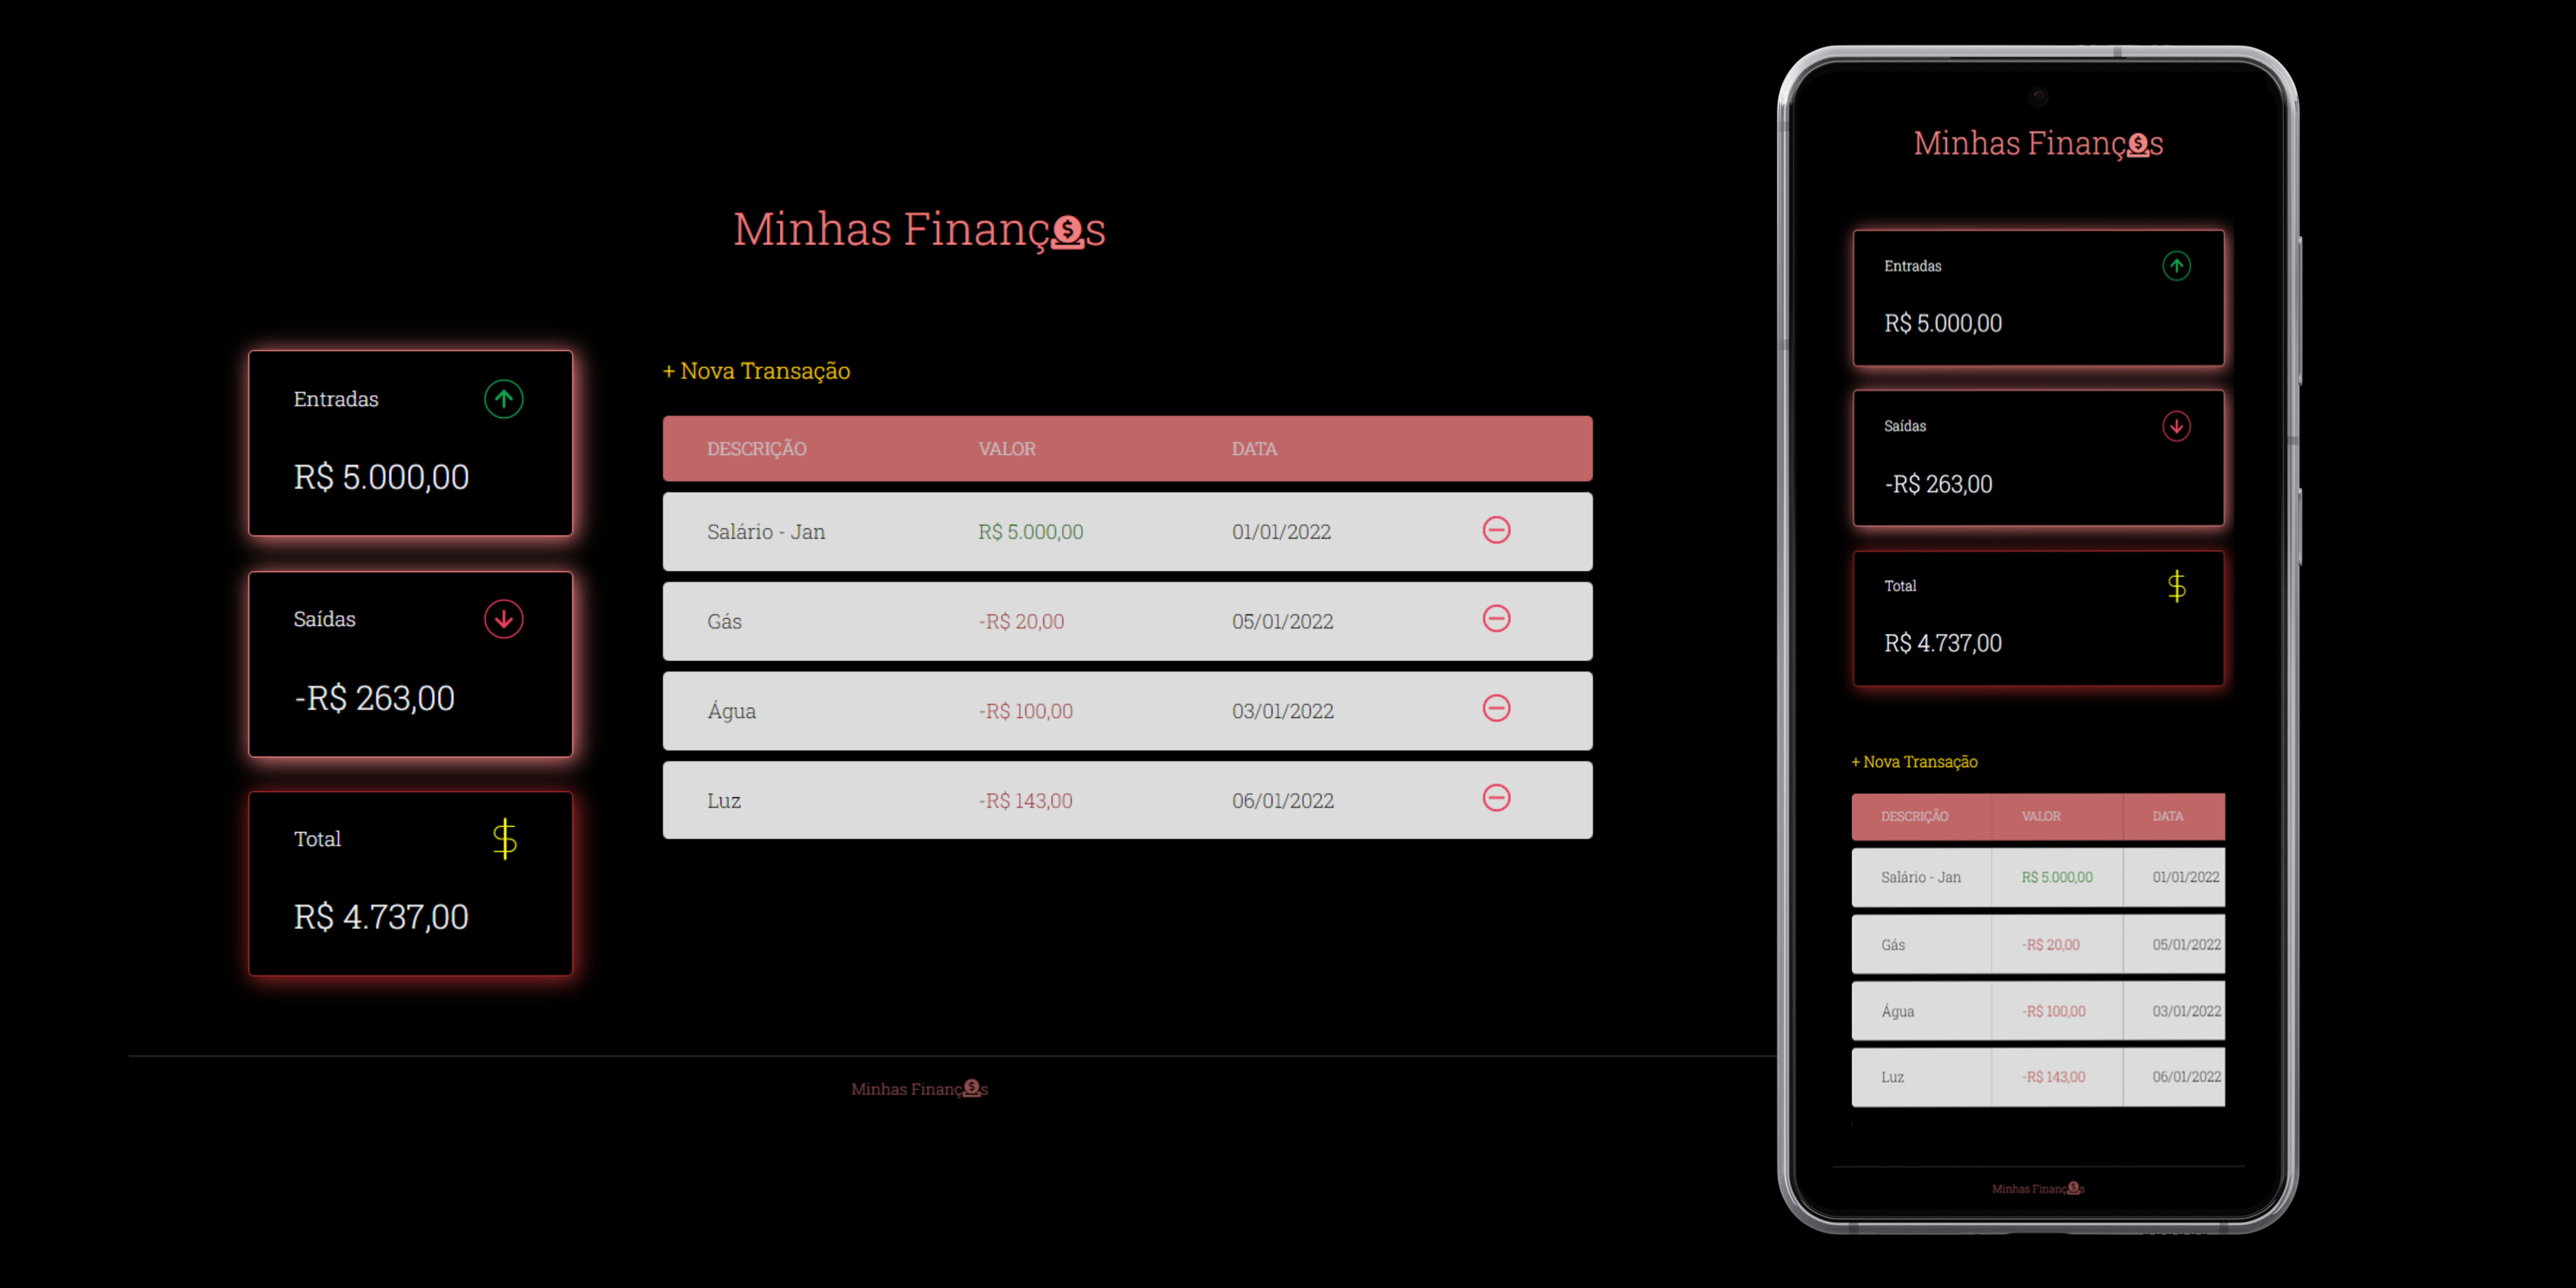 Minhas Finanças
Entradas
R$ 5.000,00
Saídas
-R$ 263,00
Total
$
R$ 4.737,00
+ Nova Transação
DESCRIÇÃO VALOR DATA
Salário - Jan R$ 5.000,00 01/01/2022
Gás -R$ 20,00 05/01/2022
Água -R$ 100,00 03/01/2022
Luz -R$ 143,00 06/01/2022
Minhas Finanças
Minhas Finanças
Entradas
R$ 5.000,00
Saídas
-R$ 263,00
Total
$
R$ 4.737,00
+ Nova Transação
DESCRIÇÃO VALOR DATA
Salário - Jan R$ 5.000,00 01/01/2022
Gás -R$ 20,00 05/01/2022
Água -R$ 100,00 03/01/2022
Luz -R$ 143,00 06/01/2022
Minhas Finanças